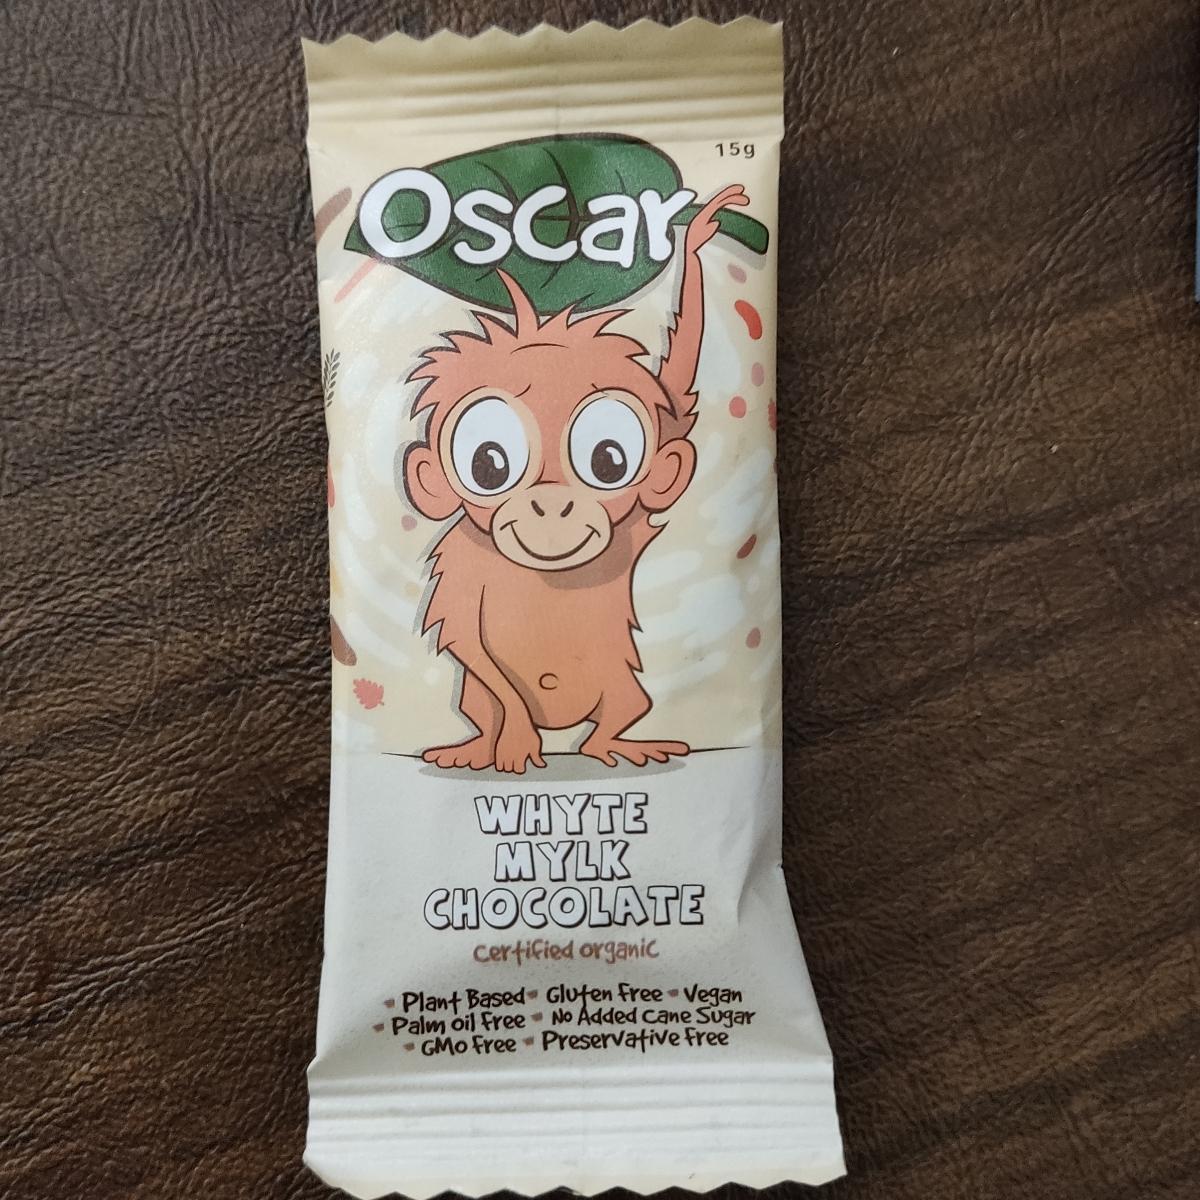 15g
Oscar
WHYTE
MYLK
CHOCOLATE
certified organic
Plant Based • Gluten Free • Vegan
Palm oil Free • No Added Cane Sugar
GMO Free • Preservative Free